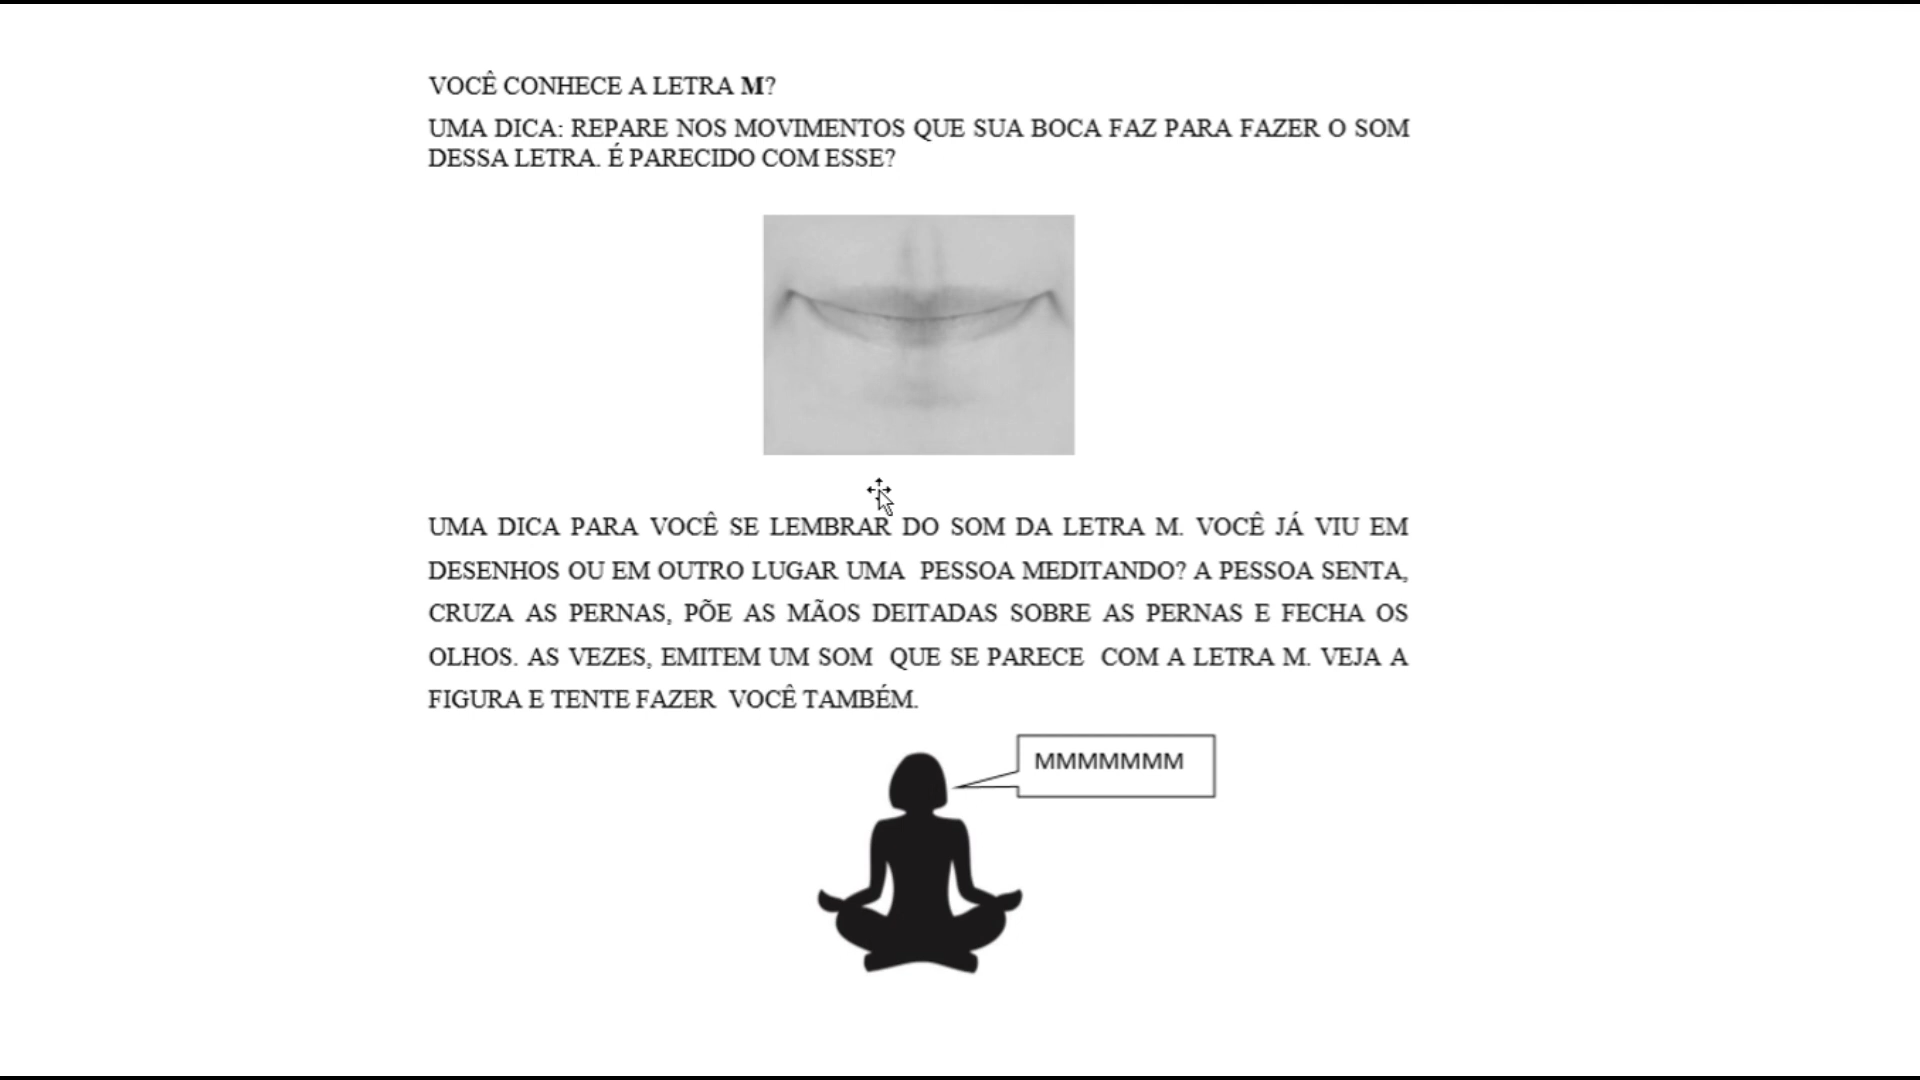 VOCÊ CONHECE A LETRA M?
UMA DICA: REPARE NOS MOVIMENTOS QUE SUA BOCA FAZ PARA FAZER O SOM
DESSA LETRA. É PARECIDO COM ESSE?
UMA DICA PARA VOCÊ SE LEMBRAR DO SOM DA LETRA M. VOCÊ JÁ VIU EM
DESENHOS OU EM OUTRO LUGAR UMA PESSOA MEDITANDO? A PESSOA SENTA,
CRUZA AS PERNAS, PÕE AS MÃOS DEITADAS SOBRE AS PERNAS E FECHA OS
OLHOS. AS VEZES, EMITEM UM SOM QUE SE PARECE COM A LETRA M. VEJA A
FIGURA E TENTE FAZER VOCÊ TAMBÉM.
MMMMMMM